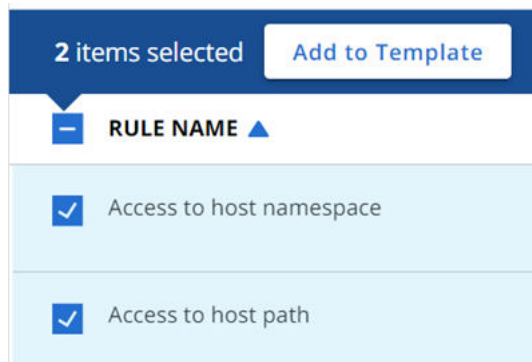 2 items selected Add to Template
RULE NAME
Access to host namespace
Access to host path